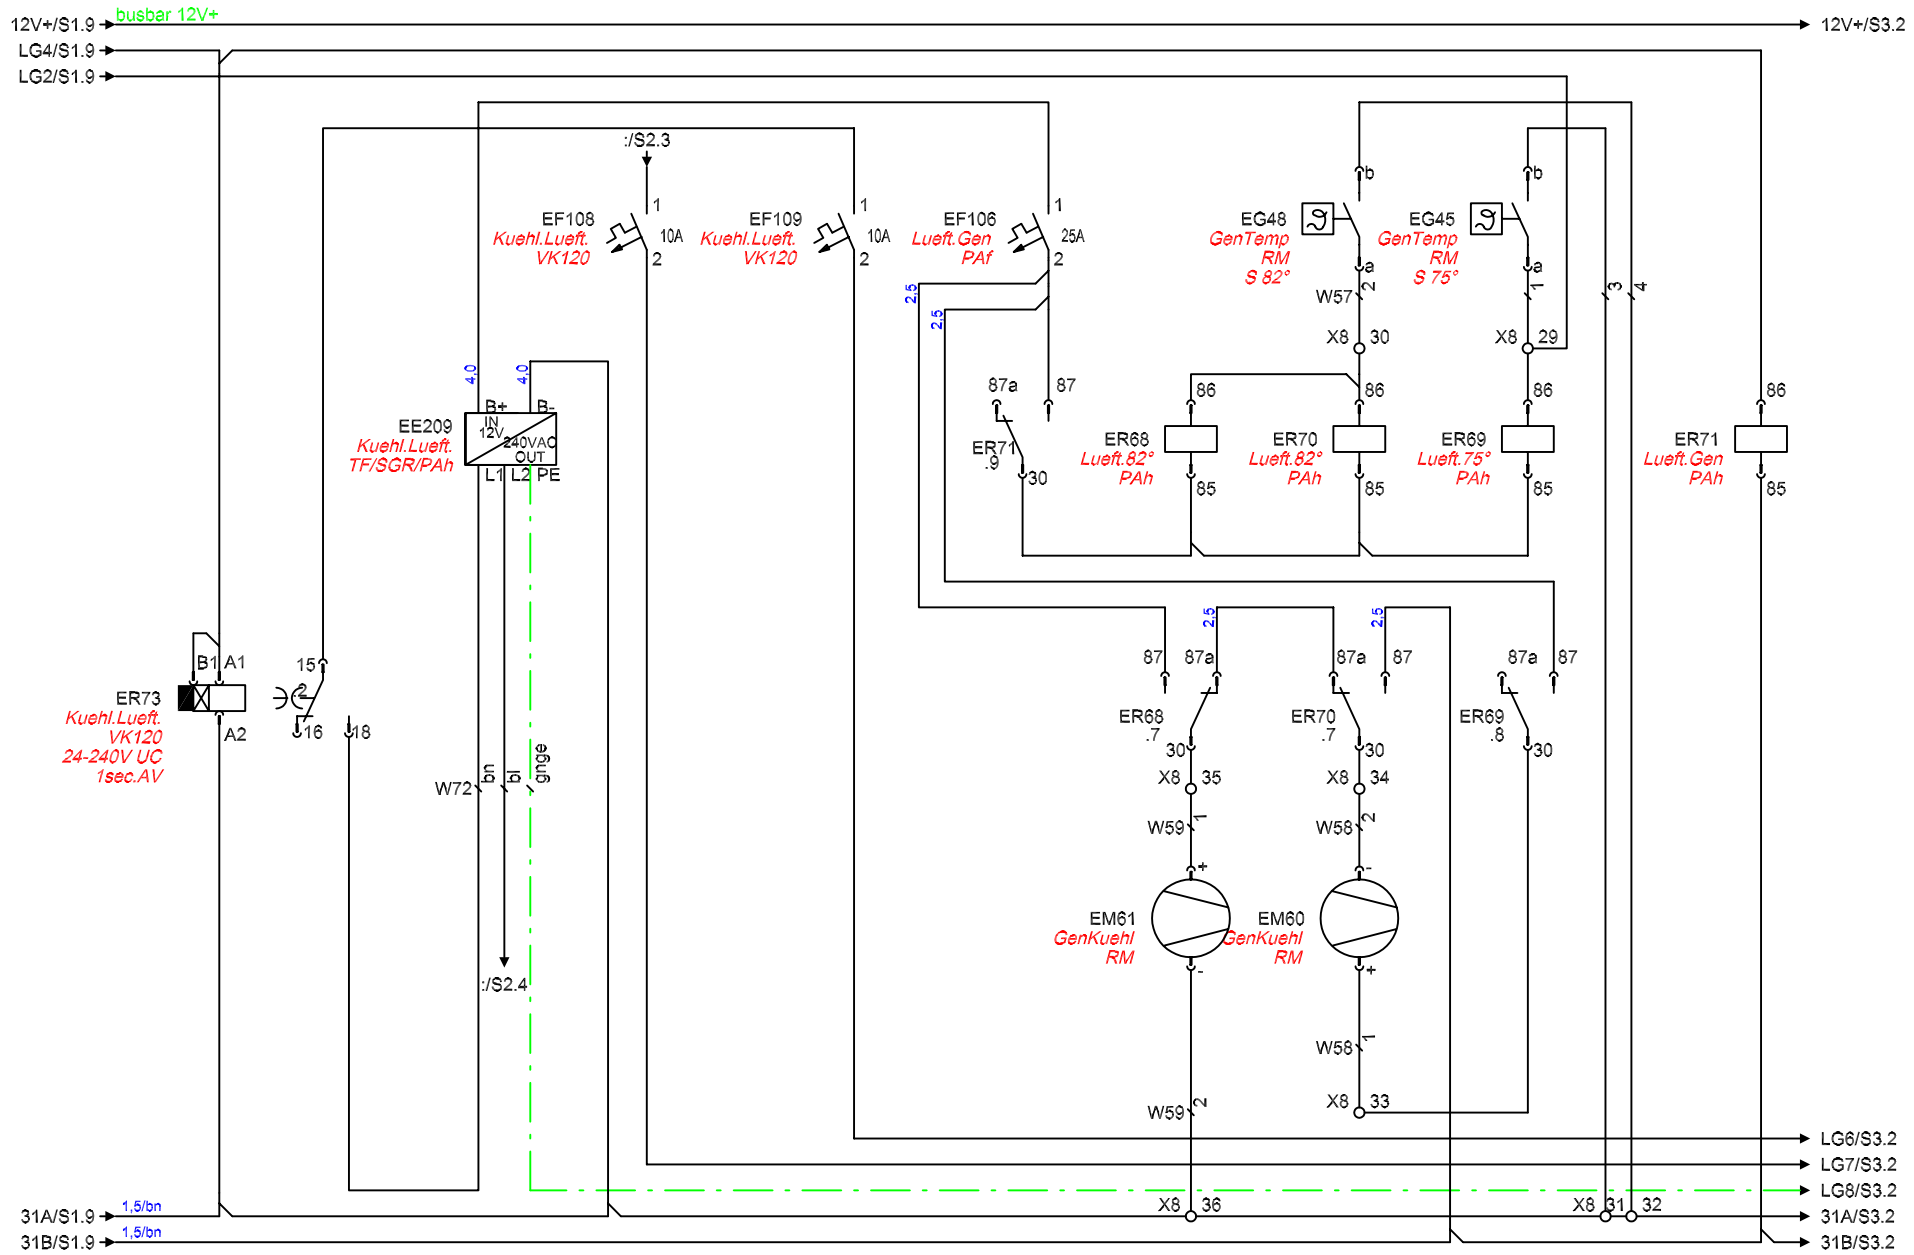 busbar 12V+
12V+/S1.9
12V+/S3.2
LG4/S1.9
LG2/S1.9
:/S2.3
b
b
1
EF108
10A
Kuehl.Lueft.
VK120
2
1
EF109
10A
Kuehl.Lueft.
VK120
2
1
EF106
25A
Lueft.Gen
PAf
2
EG48
GenTemp
RM
S 82°
a
EG45
GenTemp
RM
S 75°
a
2,5
2,5
W57
2
1
3
4
X8
30
X8
29
4,0
4,0
87a
87
86
86
86
86
B+
B-
IN
12V
240VAC
OUT
EE209
Kuehl.Lueft.
TF/SGR/PAh
L1
L2
PE
ER71
.9
30
ER68
Lueft.82°
PAh
85
ER70
Lueft.82°
PAh
85
ER69
Lueft.75°
PAh
85
ER71
Lueft.Gen
PAh
85
2,5
2,5
B1
A1
15
87
87a
87a
87
87a
87
ER73
Kuehl.Lueft.
VK120
24-240V UC
1sec.AV
A2
.2
16
18
ER68
.7
30
ER70
.7
30
ER69
.8
30
W72
bn
bl
gnge
X8
35
X8
34
W59
1
W58
2
+
-
EM61
GenKuehl
RM
-
EM60
GenKuehl
RM
+
:/S2.4
W58
1
W59
2
X8
33
LG6/S3.2
LG7/S3.2
LG8/S3.2
31A/S1.9
1,5/bn
X8
36
X8
31
32
31A/S3.2
31B/S1.9
1,5/bn
31B/S3.2